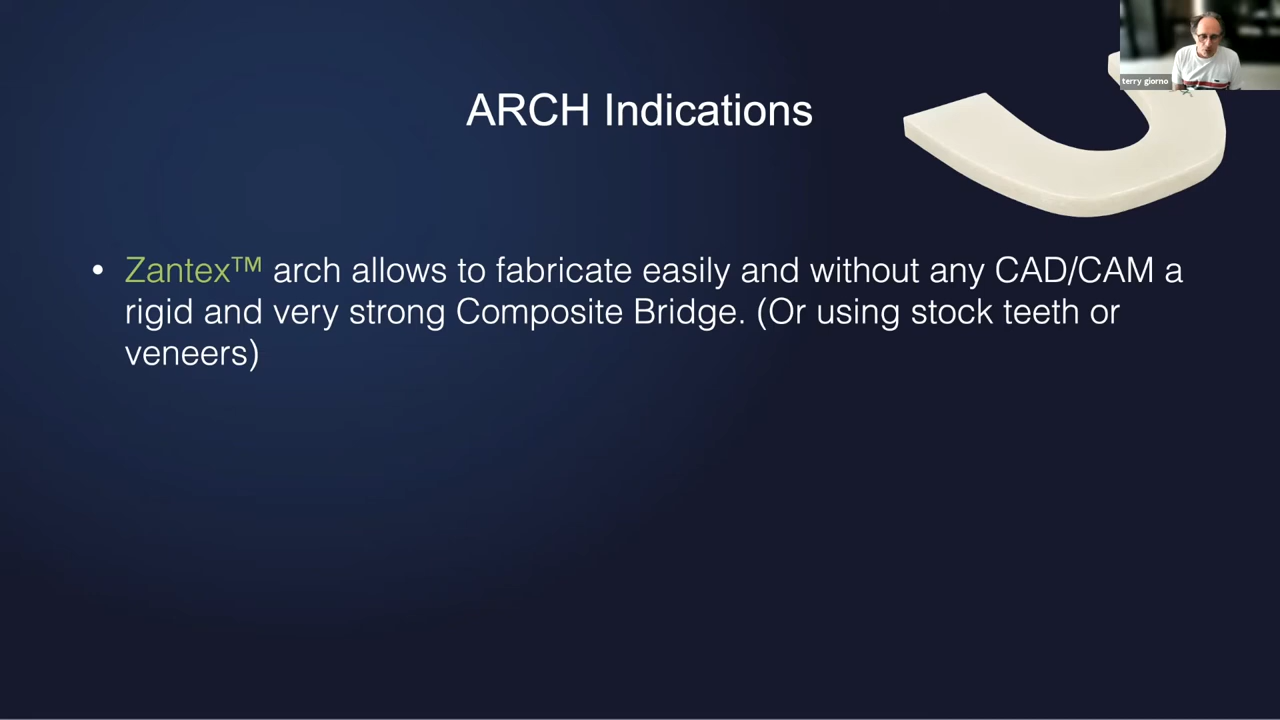 terry giorno
ARCH Indications
• Zantex™ arch allows to fabricate easily and without any CAD/CAM a
rigid and very strong Composite Bridge. (Or using stock teeth or
veneers)